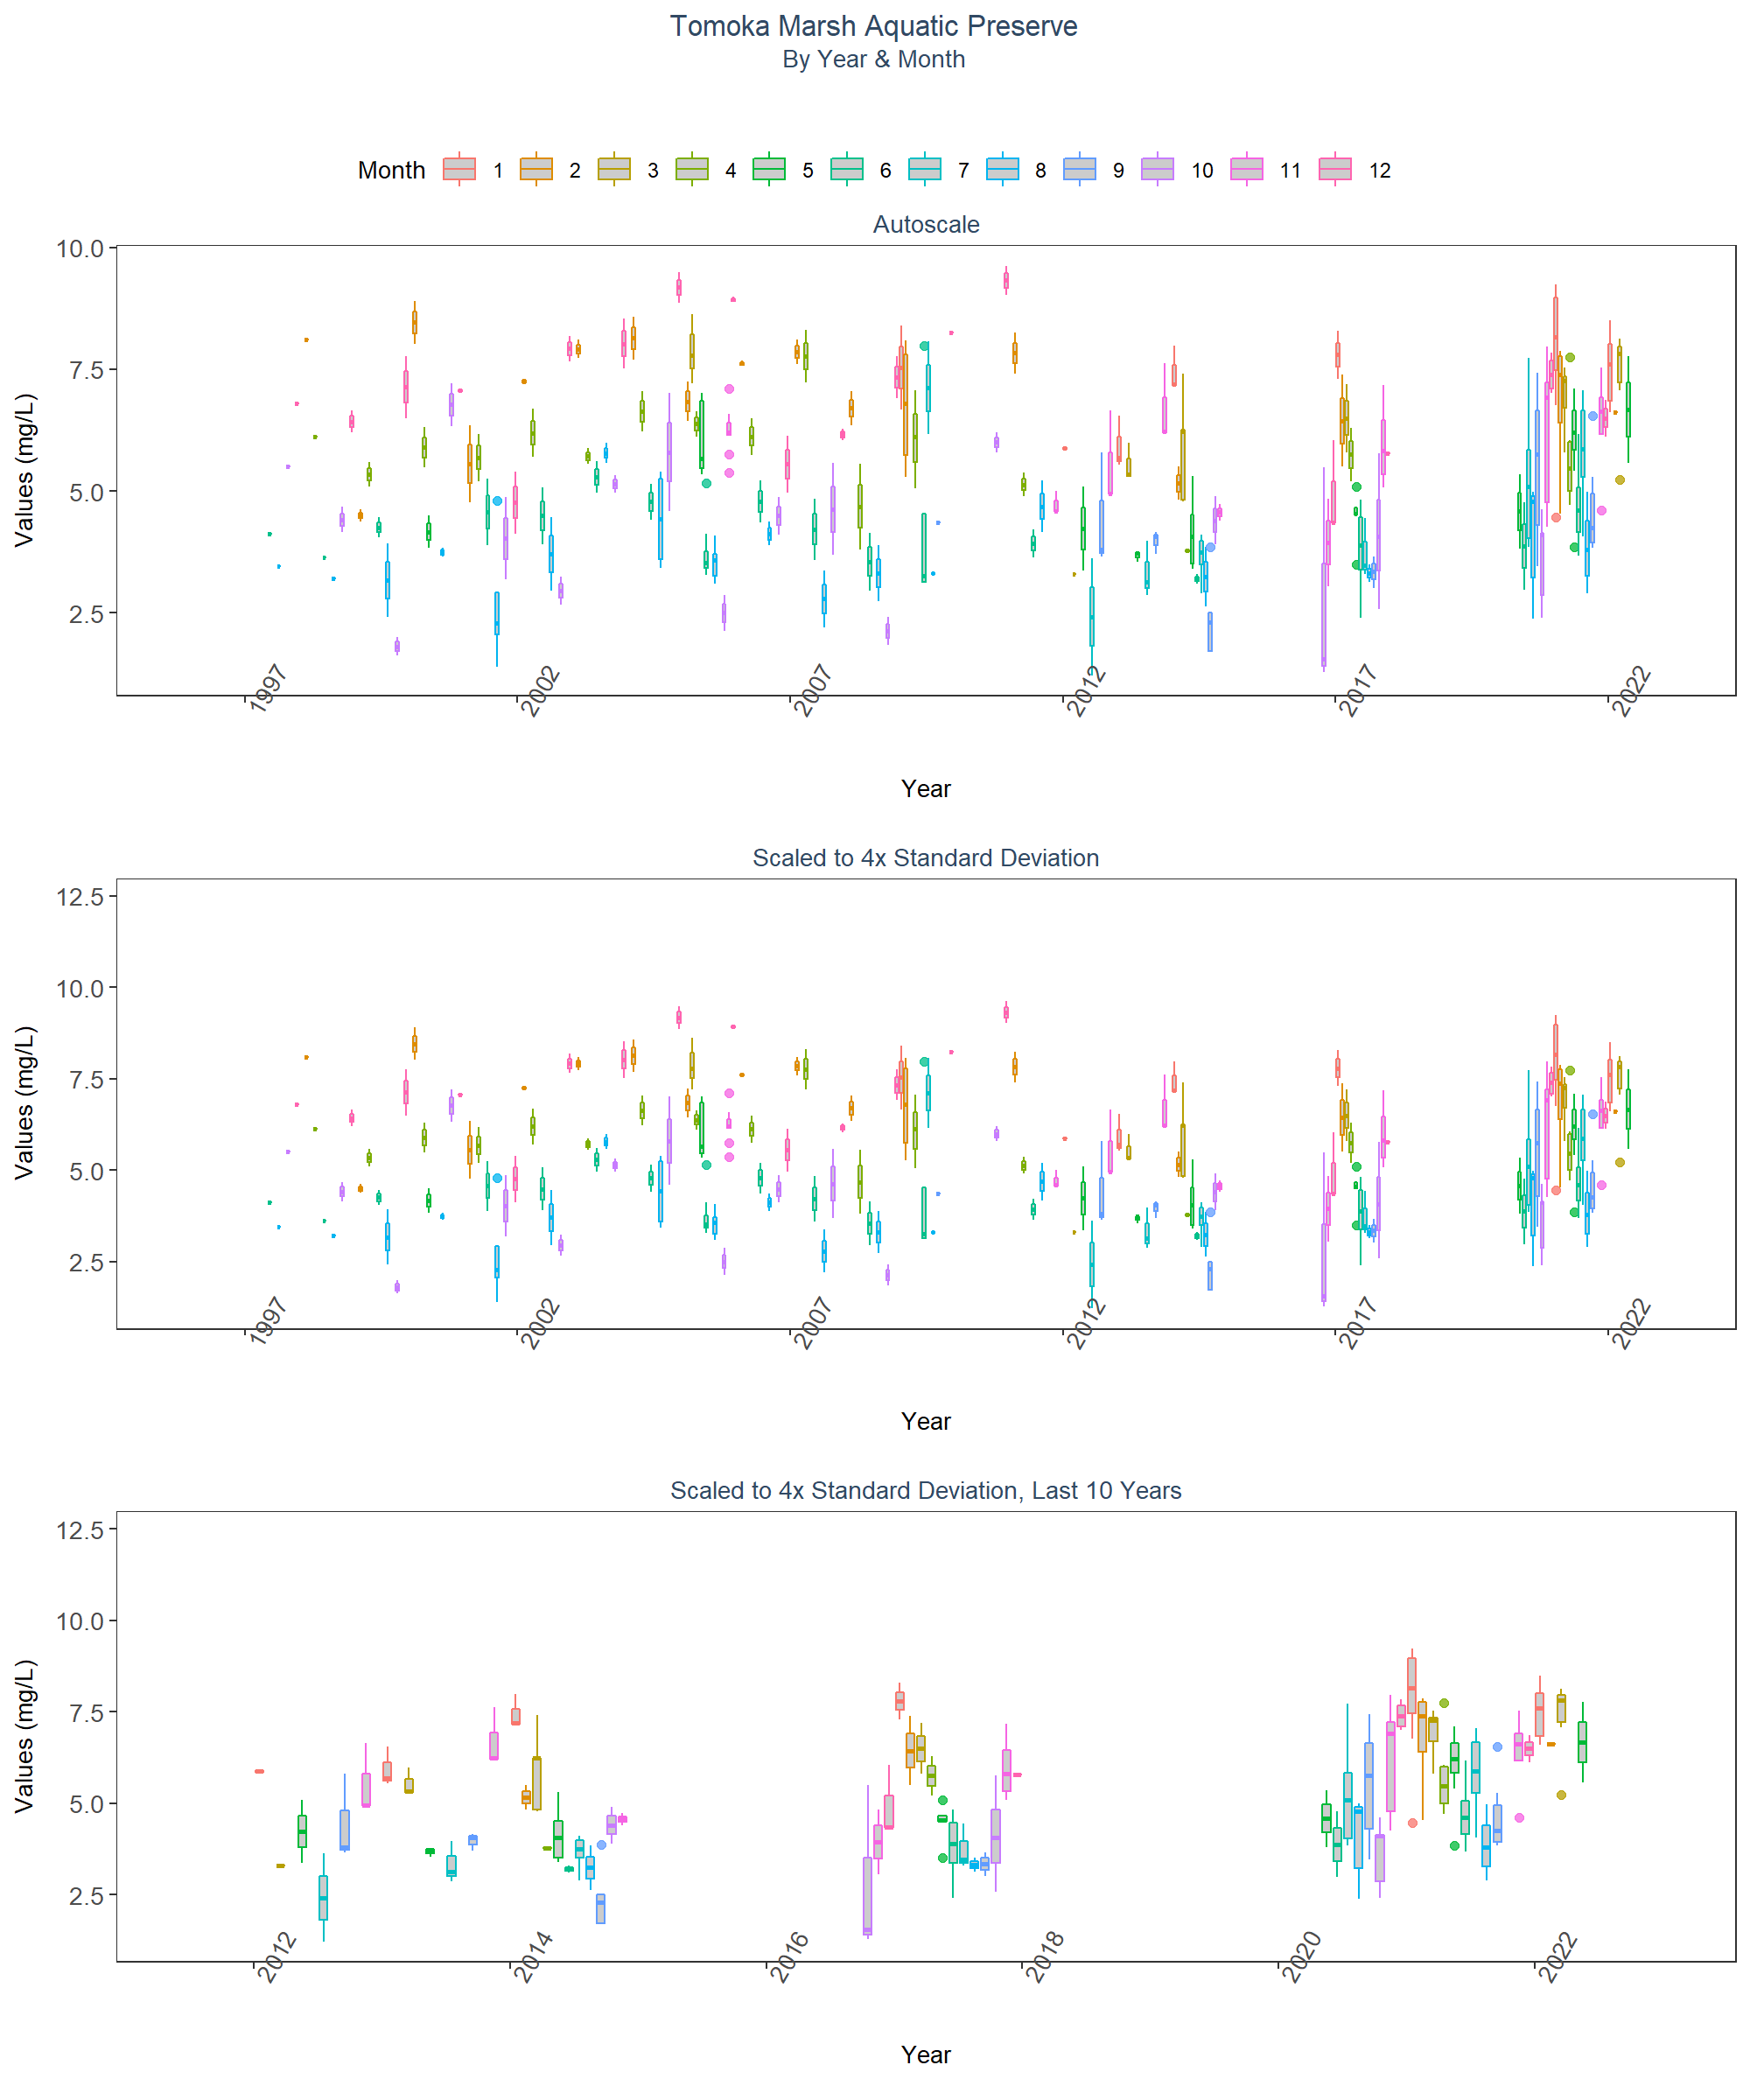 Tomoka Marsh Aquatic Preserve
By Year & Month
Month 1 2 3 4 5 6 7 8 9 10 11 12
Autoscale
Values (mg/L)
10.0
7.5
5.0
2.5
1997 2002 2007 2012 2017 2022
Year
Scaled to 4x Standard Deviation
Values (mg/L)
12.5
10.0
7.5
5.0
2.5
1997 2002 2007 2012 2017 2022
Year
Scaled to 4x Standard Deviation, Last 10 Years
Values (mg/L)
12.5
10.0
7.5
5.0
2.5
2012 2014 2016 2018 2020 2022
Year